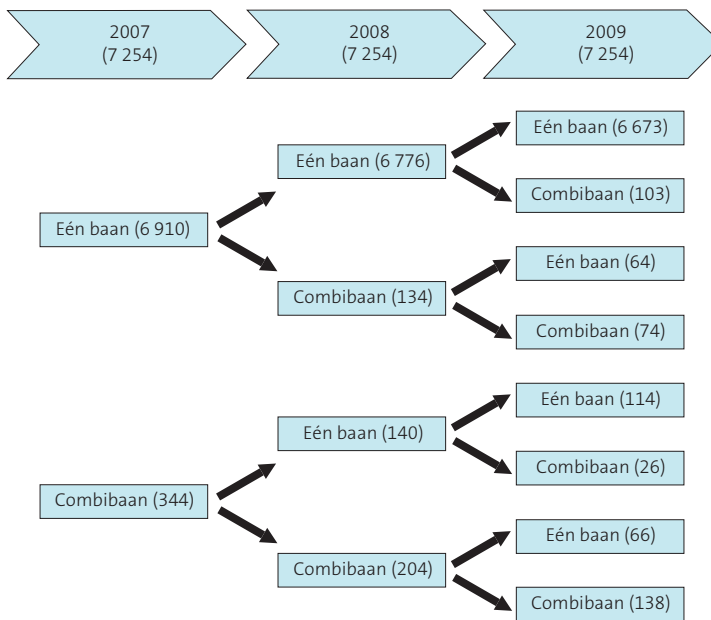 2007
(7 254)
2008
(7 254)
2009
(7 254)
Eén baan (6 673)
Eén baan (6 776)
Combibaan (103)
Eén baan (6 910)
Eén baan (64)
Combibaan (134)
Combibaan (74)
Eén baan (114)
Eén baan (140)
Combibaan (26)
Combibaan (344)
Eén baan (66)
Combibaan (204)
Combibaan (138)